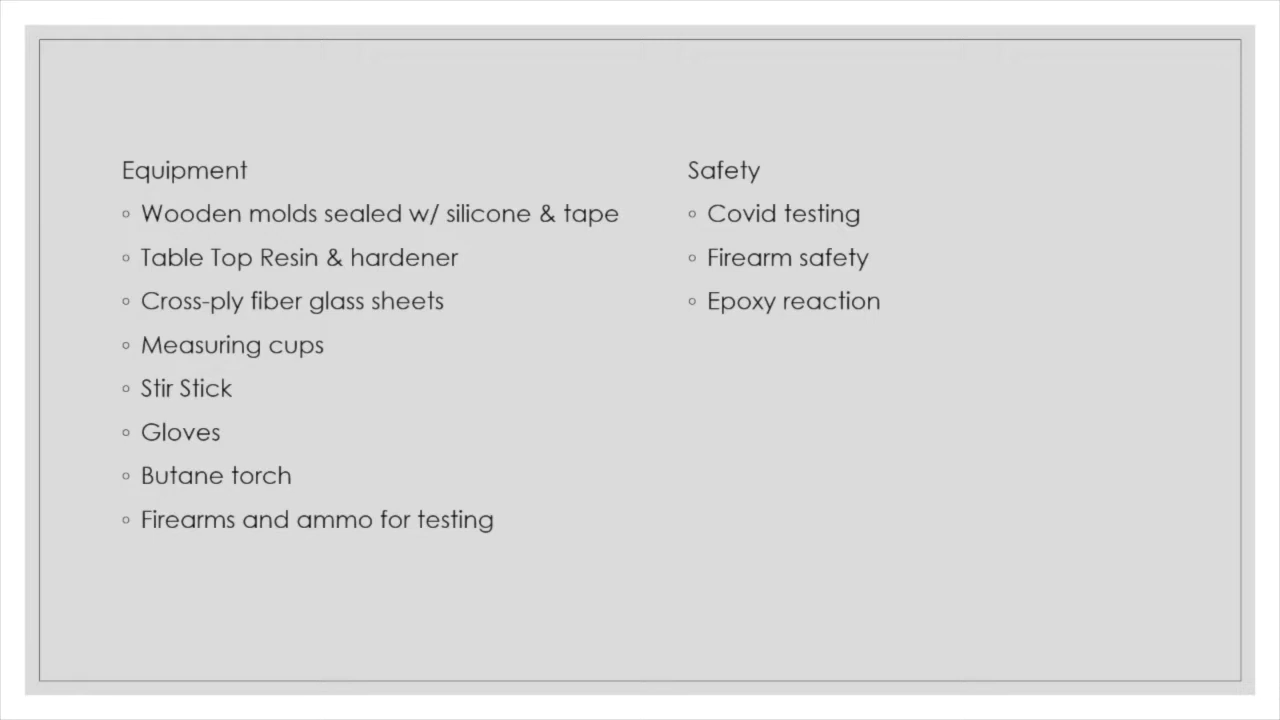 Equipment
◦ Wooden molds sealed w/ silicone & tape
◦ Table Top Resin & hardener
◦ Cross-ply fiber glass sheets
◦ Measuring cups
◦ Stir Stick
◦ Gloves
◦ Butane torch
◦ Firearms and ammo for testing
Safety
◦ Covid testing
◦ Firearm safety
◦ Epoxy reaction